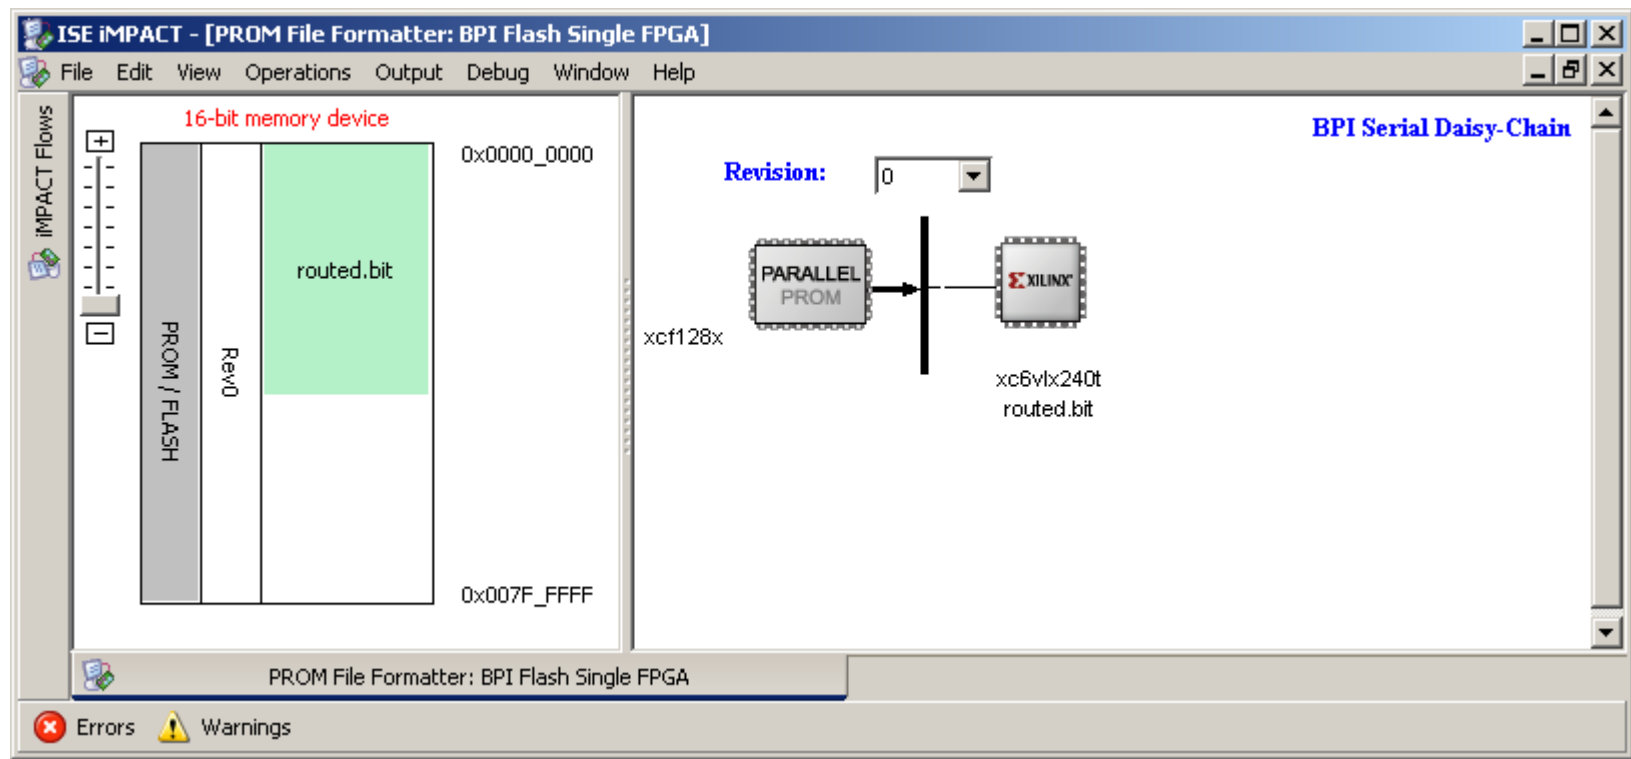 ISE iMPACT - [PROM File Formatter: BPI Flash Single FPGA]
File Edit View Operations Output Debug Window Help
iMPACT Flows
16-bit memory device
0x0000_0000
routed.bit
PROM / FLASH
Rev0
0x007F_FFFF
BPI Serial Daisy-Chain
Revision: 0
PARALLEL
PROM
XILINX
xcf128x
xc6vlx240t
routed.bit
PROM File Formatter: BPI Flash Single FPGA
Errors Warnings